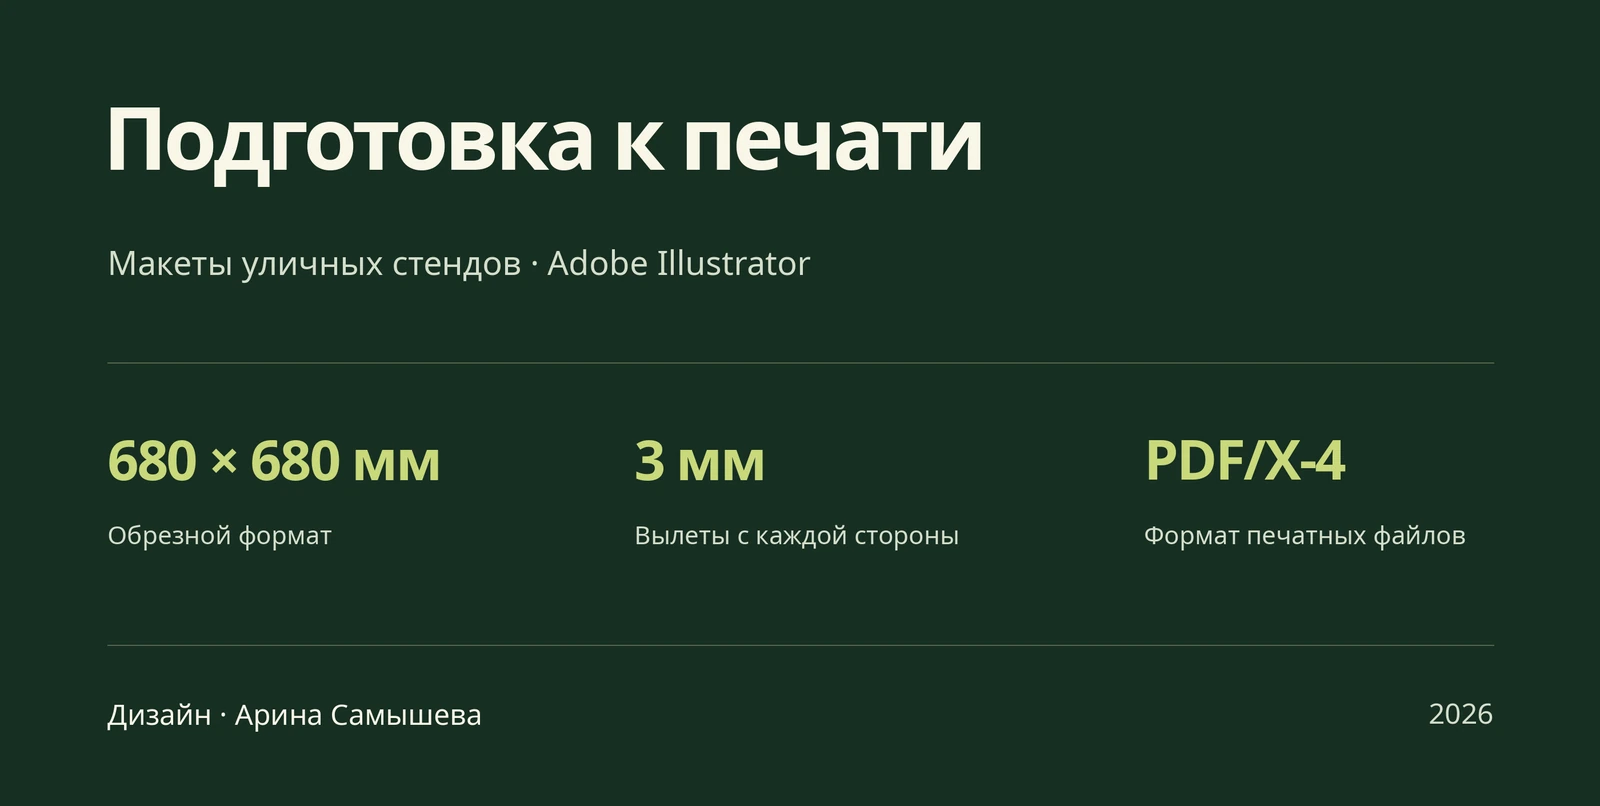 Подготовка к печати
Макеты уличных стендов · Adobe Illustrator
680 × 680 мм
3 мм
PDF/X-4
Обрезной формат
Вылеты с каждой стороны
Формат печатных файлов
Дизайн · Арина Самышева
2026